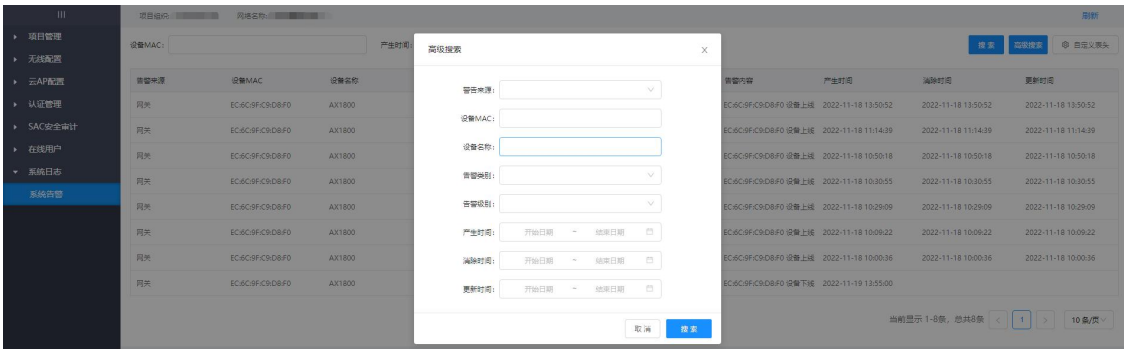 项目组织:
网络名称:
刷新
项目管理
无线配置
云AP配置
认证管理
SAC安全审计
在线用户
系统日志
系统告警
设备MAC:
产生时间:
搜索
高级搜索
自定义表头
告警来源 设备MAC 设备名称 告警内容 产生时间 消除时间 更新时间
网关 EC:6C:9F:C9:D8:F0 AX1800 EC:6C:9F:C9:D8:F0 设备上线 2022-11-18 13:50:52 2022-11-18 13:50:52 2022-11-18 13:50:52
网关 EC:6C:9F:C9:D8:F0 AX1800 EC:6C:9F:C9:D8:F0 设备上线 2022-11-18 11:14:39 2022-11-18 11:14:39 2022-11-18 11:14:39
网关 EC:6C:9F:C9:D8:F0 AX1800 EC:6C:9F:C9:D8:F0 设备上线 2022-11-18 10:50:18 2022-11-18 10:50:18 2022-11-18 10:50:18
网关 EC:6C:9F:C9:D8:F0 AX1800 EC:6C:9F:C9:D8:F0 设备上线 2022-11-18 10:30:55 2022-11-18 10:30:55 2022-11-18 10:30:55
网关 EC:6C:9F:C9:D8:F0 AX1800 EC:6C:9F:C9:D8:F0 设备上线 2022-11-18 10:29:09 2022-11-18 10:29:09 2022-11-18 10:29:09
网关 EC:6C:9F:C9:D8:F0 AX1800 EC:6C:9F:C9:D8:F0 设备上线 2022-11-18 10:09:22 2022-11-18 10:09:22 2022-11-18 10:09:22
网关 EC:6C:9F:C9:D8:F0 AX1800 EC:6C:9F:C9:D8:F0 设备上线 2022-11-18 10:00:36 2022-11-18 10:00:36 2022-11-18 10:00:36
网关 EC:6C:9F:C9:D8:F0 AX1800 EC:6C:9F:C9:D8:F0 设备下线 2022-11-19 13:55:00
当前显示 1-8条, 总共8条 < 1 > 10 条/页
高级搜索
警告来源:
设备MAC:
设备名称:
告警类别:
告警级别:
产生时间: 开始日期 ~ 结束日期
消除时间: 开始日期 ~ 结束日期
更新时间: 开始日期 ~ 结束日期
取 消
搜 索